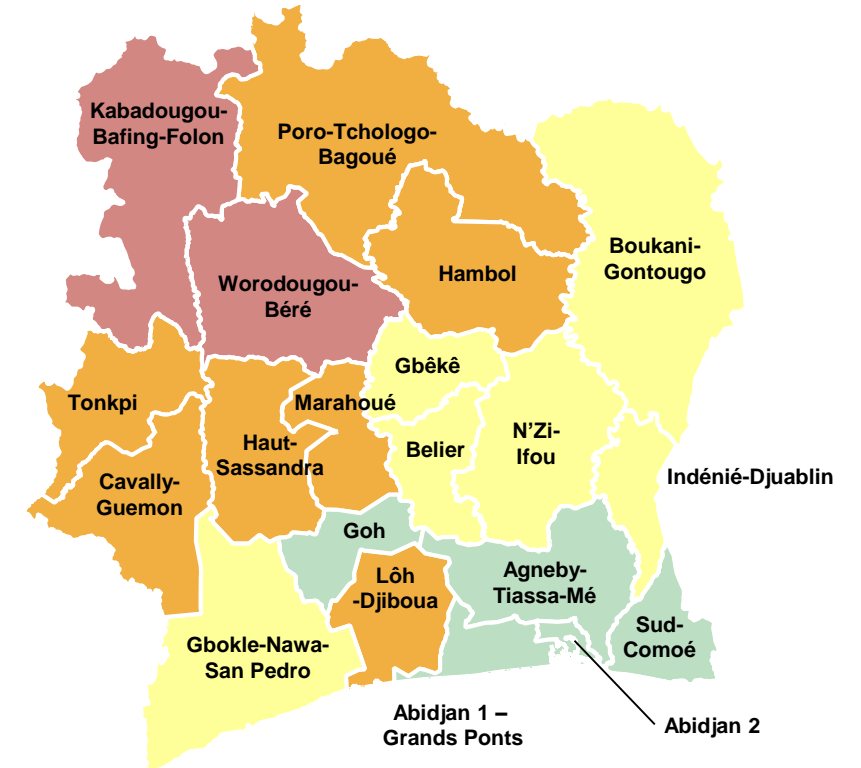 Kabadougou-
Bafing-Folon
Poro-Tchologo-
Bagoué
Boukani-
Gontougo
Hambol
Worodougou-
Béré
Gbêkê
Tonkpi
Marahoué
Haut-
Sassandra
Belier
N'Zi-
Ifou
Cavally-
Guemon
Indénié-Djuablin
Goh
Lôh
-Djiboua
Agneby-
Tiassa-Mé
Sud-
Comoé
Gbokle-Nawa-
San Pedro
Abidjan 1 –
Grands Ponts
Abidjan 2